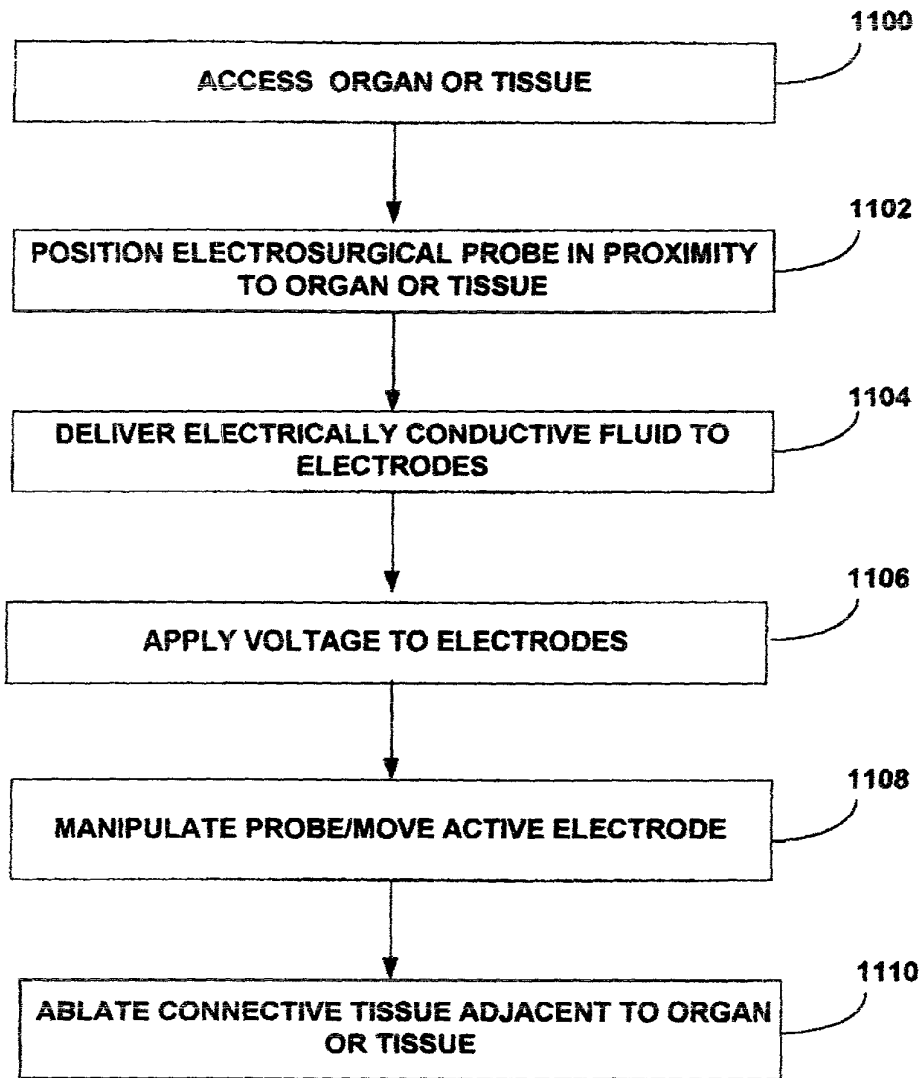 1100
ACCESS ORGAN OR TISSUE
1102
POSITION ELECTROSURGICAL PROBE IN PROXIMITY
TO ORGAN OR TISSUE
1104
DELIVER ELECTRICALLY CONDUCTIVE FLUID TO
ELECTRODES
1106
APPLY VOLTAGE TO ELECTRODES
1108
MANIPULATE PROBE/MOVE ACTIVE ELECTRODE
1110
ABLATE CONNECTIVE TISSUE ADJACENT TO ORGAN
OR TISSUE